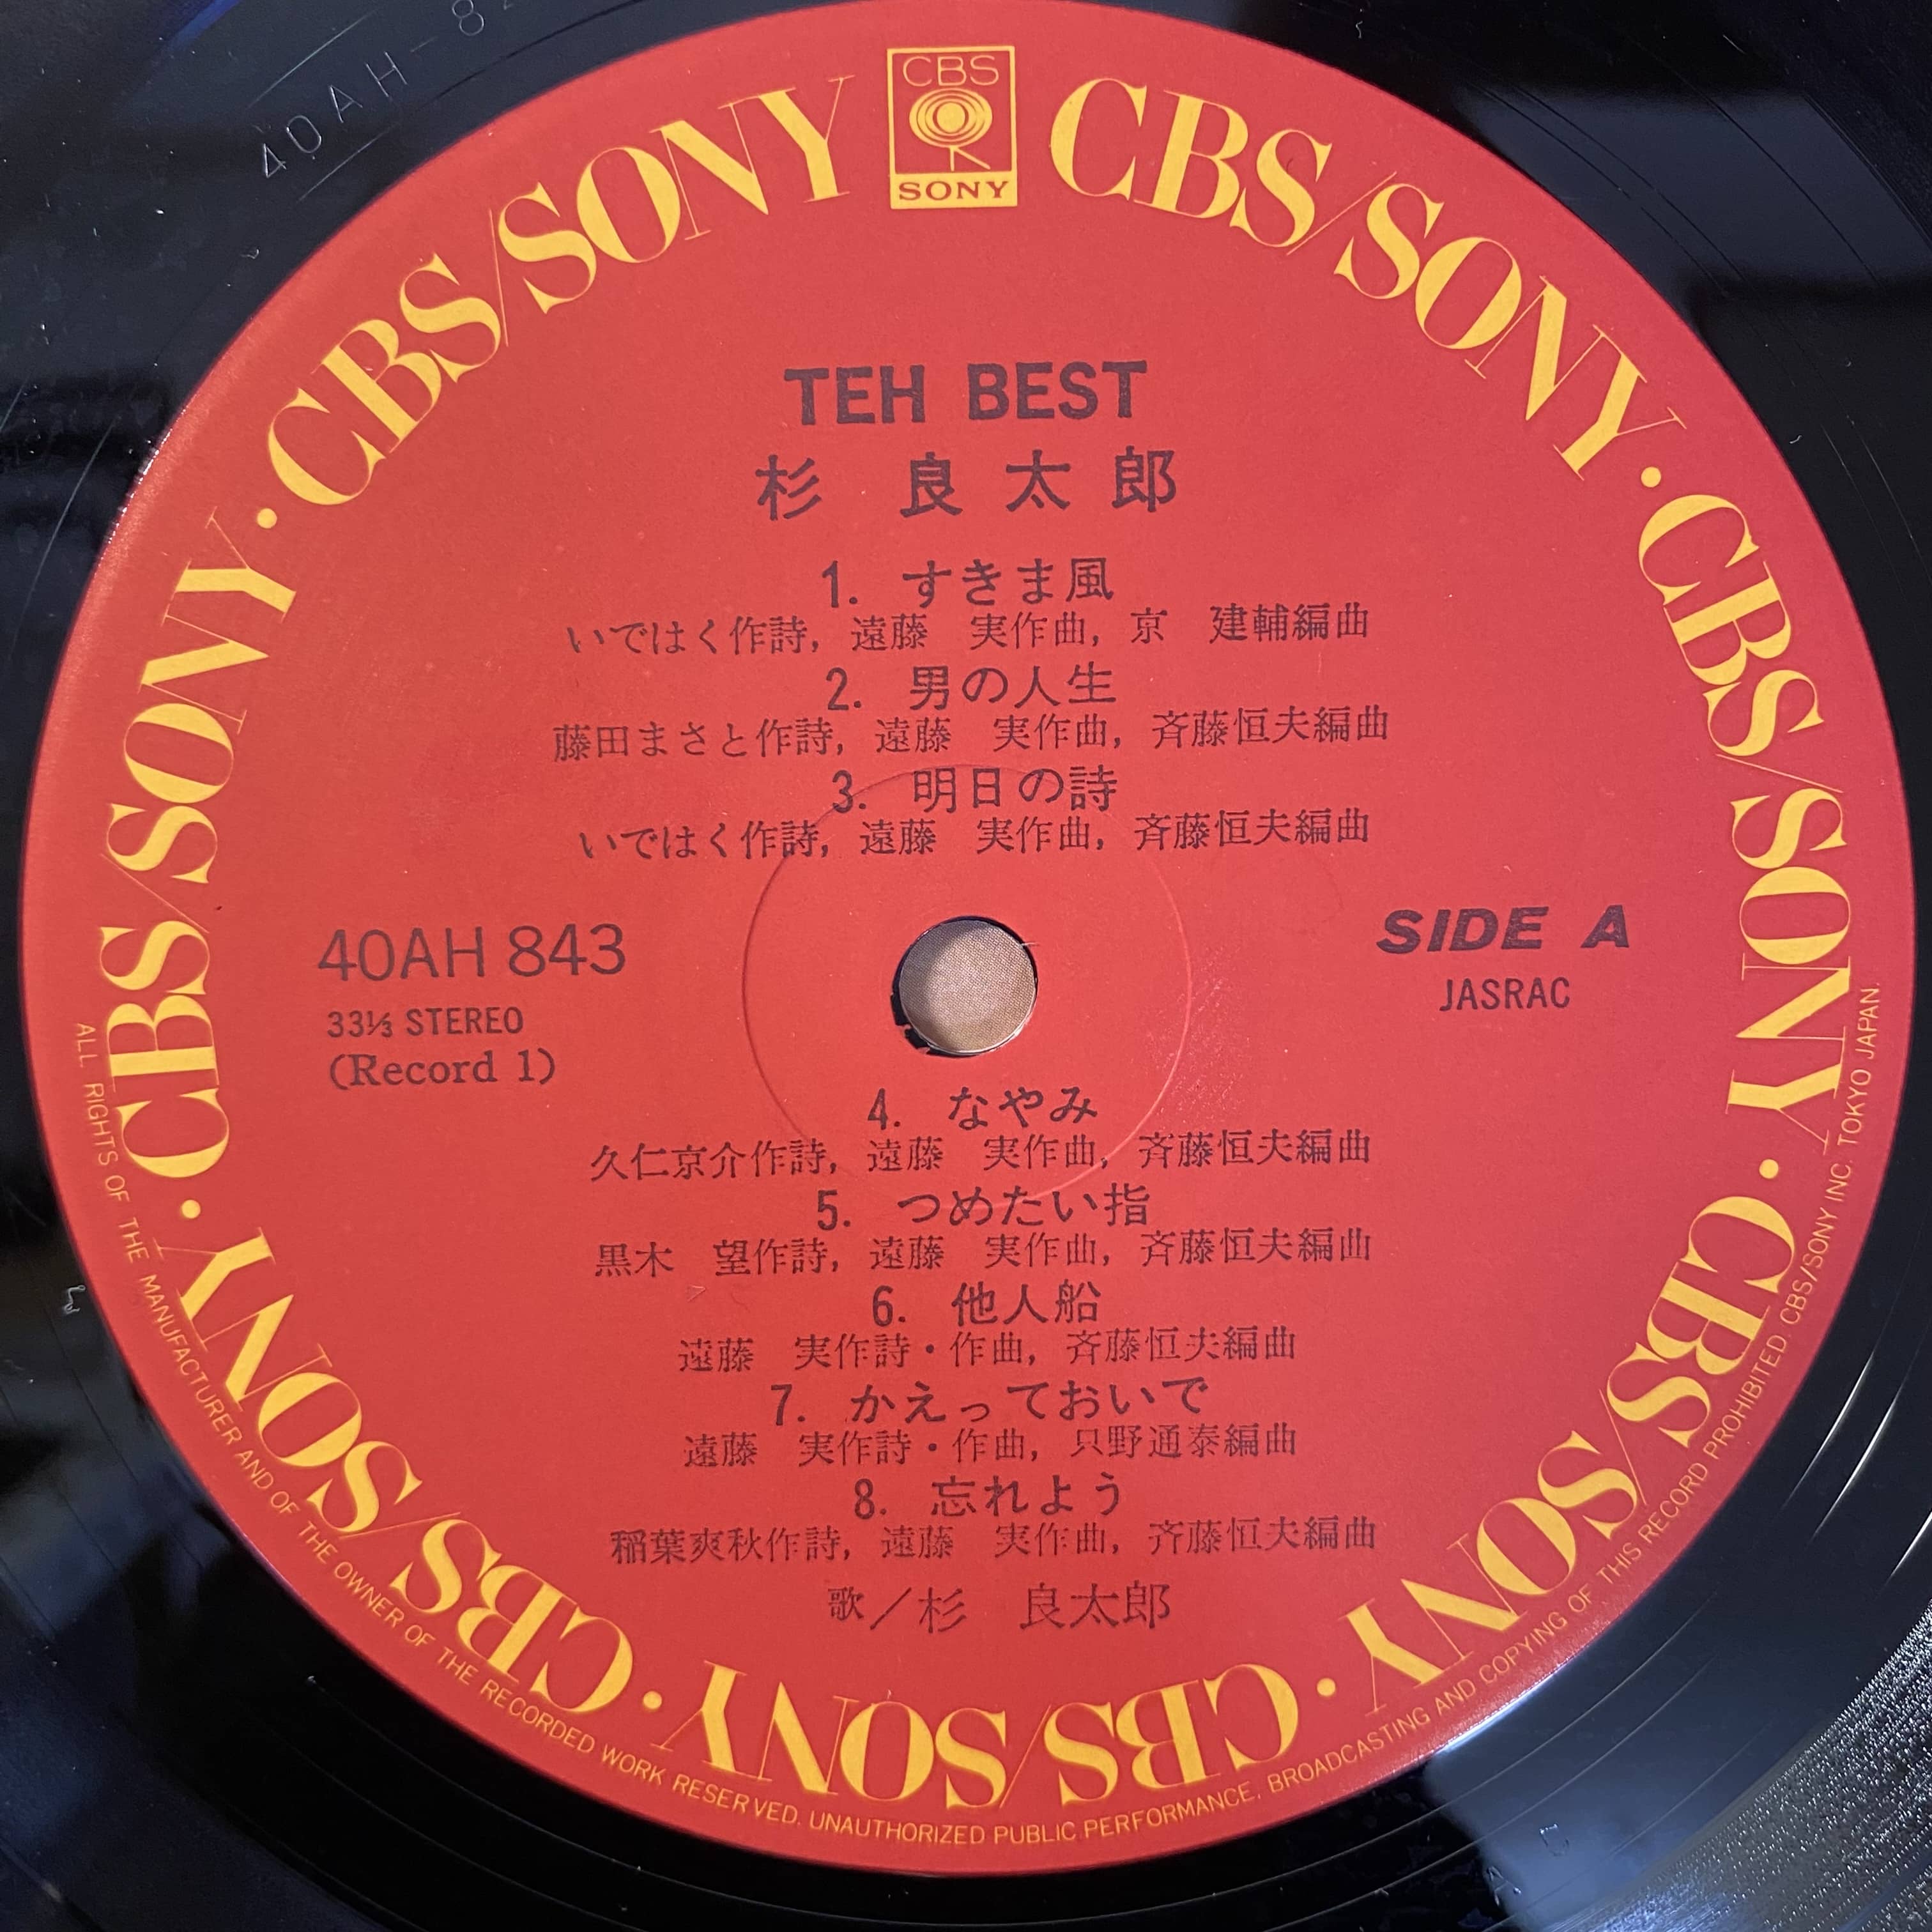 40AH-8
CBS
SONY
CBS/SONY · CBS/SONY · CBS/SONY · CBS/SONY · CBS/SONY · CBS/SONY · CBS/SONY
TEH BEST
杉 良太郎
1. すきま風
いではく作詩, 遠藤 実作曲, 京 建輔編曲
2. 男の人生
藤田まさと作詩, 遠藤 実作曲, 斉藤恒夫編曲
3. 明日の詩
いではく作詩, 遠藤 実作曲, 斉藤恒夫編曲
40AH 843
33⅓ STEREO
(Record 1)
SIDE A
JASRAC
4. なやみ
久仁京介作詩, 遠藤 実作曲, 斉藤恒夫編曲
5. つめたい指
黒木 望作詩, 遠藤 実作曲, 斉藤恒夫編曲
6. 他人船
遠藤 実作詩・作曲, 斉藤恒夫編曲
7. かえっておいで
遠藤 実作詩・作曲, 只野通泰編曲
8. 忘れよう
稲葉爽秋作詩, 遠藤 実作曲, 斉藤恒夫編曲
歌／杉 良太郎
ALL RIGHTS OF THE MANUFACTURER AND OF THE OWNER OF THE RECORDED WORK RESERVED. UNAUTHORIZED PUBLIC PERFORMANCE, BROADCASTING AND COPYING OF THIS RECORD PROHIBITED. CBS/SONY INC. TOKYO JAPAN.